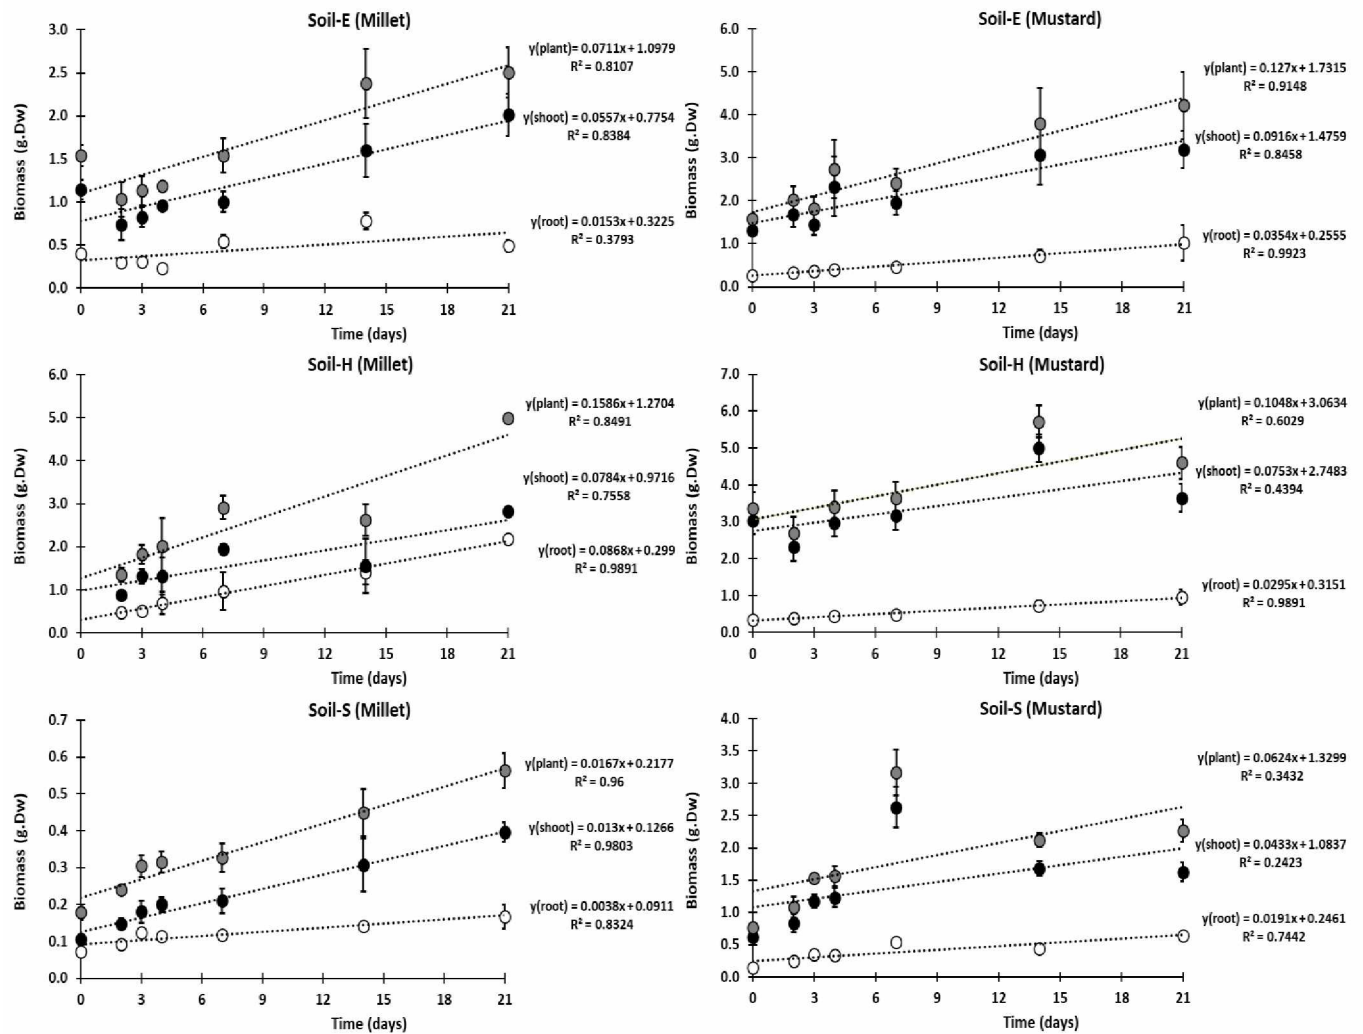 Soil-E (Millet)
3.0
2.5
2.0
1.5
1.0
0.5
0.0
Biomass (g.Dw)
0 3 6 9 12 15 18 21
Time (days)
y(plant)= 0.0711x + 1.0979
R² = 0.8107
y(shoot) = 0.0557x + 0.7754
R² = 0.8384
y(root) = 0.0153x + 0.3225
R² = 0.3793
Soil-E (Mustard)
6.0
5.0
4.0
3.0
2.0
1.0
0.0
Biomass (g.Dw)
0 3 6 9 12 15 18 21
Time (days)
y(plant) = 0.127x + 1.7315
R² = 0.9148
y(shoot) = 0.0916x + 1.4759
R² = 0.8458
y(root) = 0.0354x + 0.2555
R² = 0.9923
Soil-H (Millet)
6.0
5.0
4.0
3.0
2.0
1.0
0.0
Biomass (g.Dw)
0 3 6 9 12 15 18 21
Time (days)
y(plant) = 0.1586x + 1.2704
R² = 0.8491
y(shoot) = 0.0784x + 0.9716
R² = 0.7558
y(root) = 0.0868x + 0.299
R² = 0.9891
Soil-H (Mustard)
7.0
6.0
5.0
4.0
3.0
2.0
1.0
0.0
Biomass (g.Dw)
0 3 6 9 12 15 18 21
Time (days)
y(plant) = 0.1048x + 3.0634
R² = 0.6029
y(shoot) = 0.0753x + 2.7483
R² = 0.4394
y(root) = 0.0295x + 0.3151
R² = 0.9891
Soil-S (Millet)
0.7
0.6
0.5
0.4
0.3
0.2
0.1
0.0
Biomass (g.Dw)
0 3 6 9 12 15 18 21
Time (days)
y(plant) = 0.0167x + 0.2177
R² = 0.96
y(shoot) = 0.013x + 0.1266
R² = 0.9803
y(root) = 0.0038x + 0.0911
R² = 0.8324
Soil-S (Mustard)
4.0
3.5
3.0
2.5
2.0
1.5
1.0
0.5
0.0
Biomass (g.Dw)
0 3 6 9 12 15 18 21
Time (days)
y(plant) = 0.0624x + 1.3299
R² = 0.3432
y(shoot) = 0.0433x + 1.0837
R² = 0.2423
y(root) = 0.0191x + 0.2461
R² = 0.7442